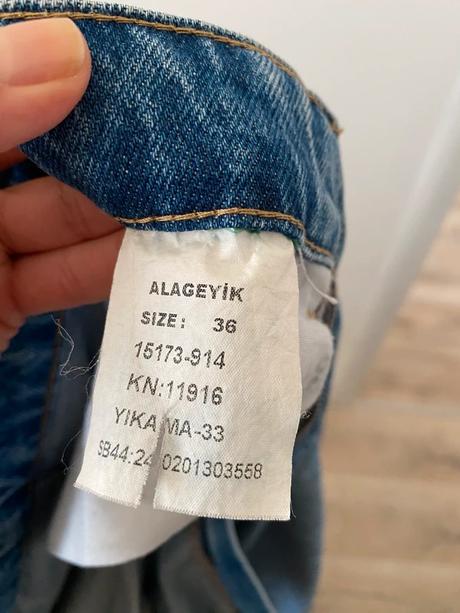 ALAGEYİK
SIZE: 36
15173-914
KN:11916
YIKAMA-33
SB44:24 0201303558